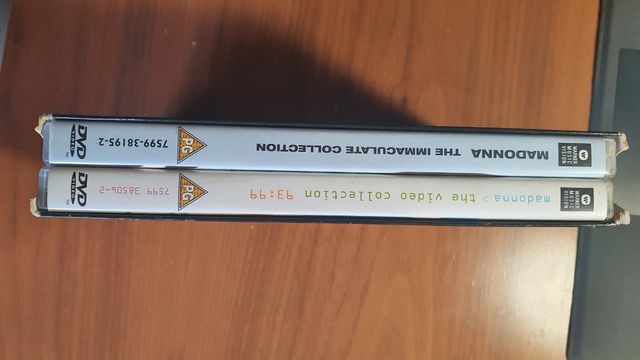 WARNER MUSIC VISION MADONNA THE IMMACULATE COLLECTION PG 7599-38195-2 DVD VIDEO
WARNER MUSIC VISION madonna > the video collection 93:99 PG 7599 38506-2 DVD VIDEO